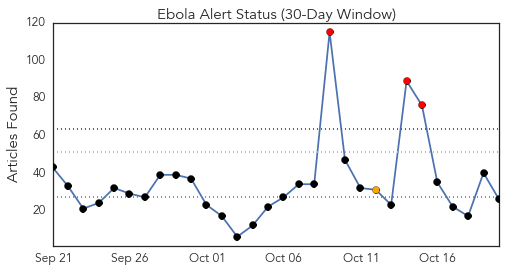 Ebola Alert Status (30-Day Window)
Articles Found
120
100
80
60
40
20
Sep 21 Sep 26 Oct 01 Oct 06 Oct 11 Oct 16